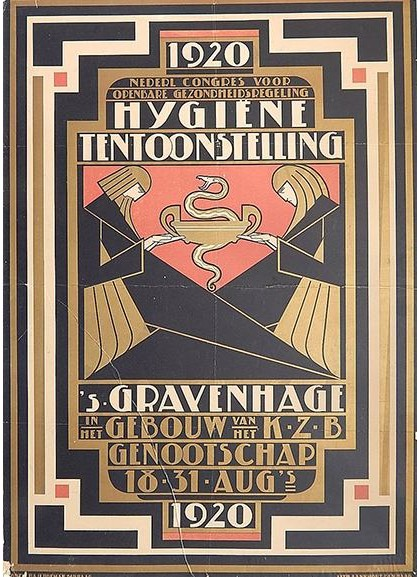 1920
NEDERL CONGRES VOOR
OPENBARE GEZONDHEIDSREGELING
HYGIËNE
TENTOONSTELLING
'S·GRAVENHAGE
IN HET GEBOUW VAN HET K·Z·B
GENOOTSCHAP
18·31·AUG'S
1920